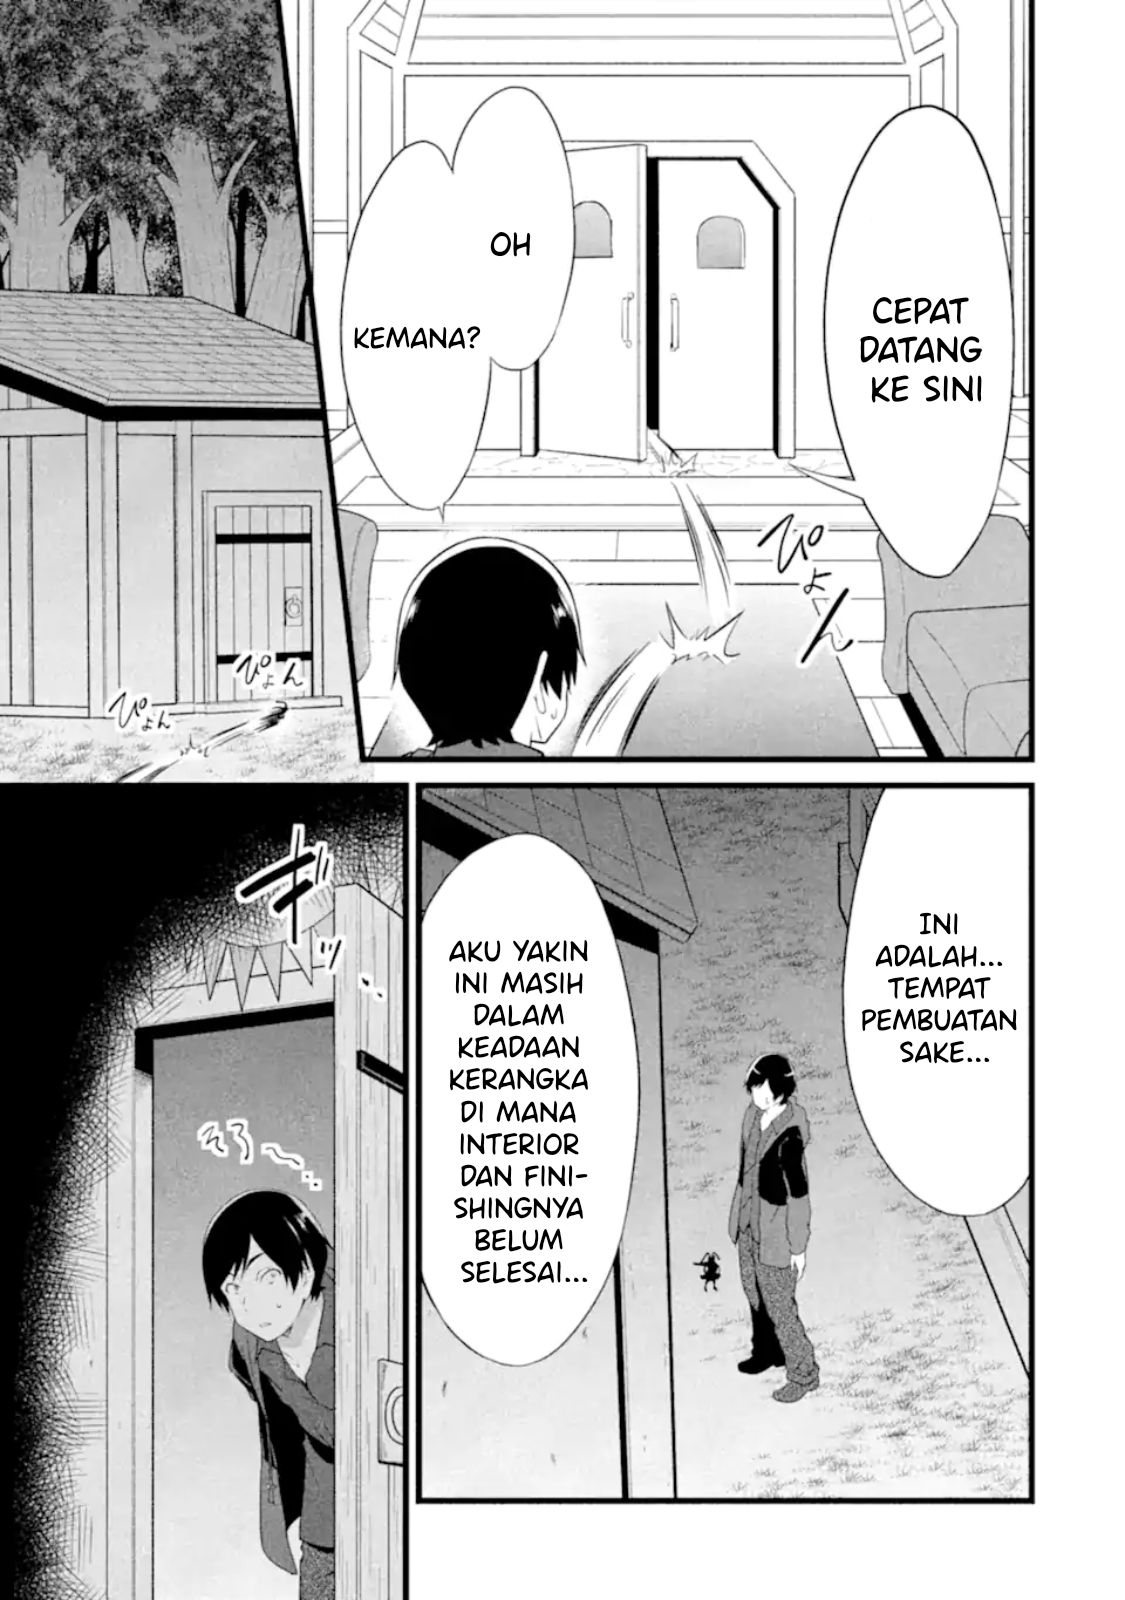 CEPAT
DATANG
KE SINI
OH
KEMANA?
ぴょん
ぴょん
ぴょん
INI
ADALAH...
TEMPAT
PEMBUATAN
SAKE...
AKU YAKIN
INI MASIH
DALAM
KEADAAN
KERANGKA
DI MANA
INTERIOR
DAN FINI-
SHINGNYA
BELUM
SELESAI...
ギギッ…
そろ～…